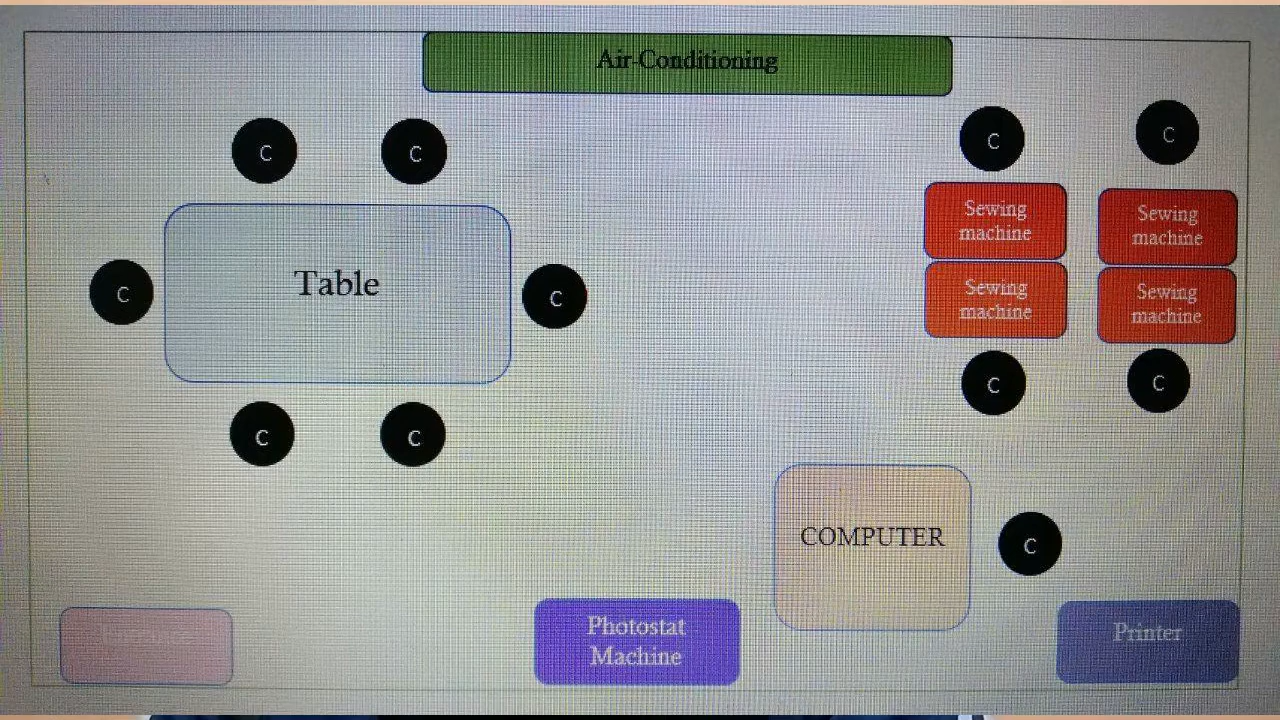 Air-Conditioning
C
C
C
C
Sewing
machine
Sewing
machine
Table
C
C
Sewing
machine
Sewing
machine
C
C
C
C
COMPUTER
C
Photostat
Machine
Printer